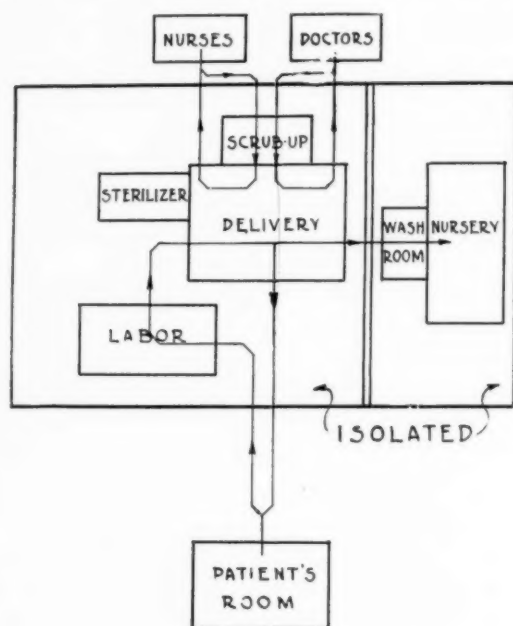 NURSES
DOCTORS
SCRUB-UP
STERILIZER
DELIVERY
WASH
ROOM
NURSERY
LABOR
ISOLATED
PATIENT'S
ROOM